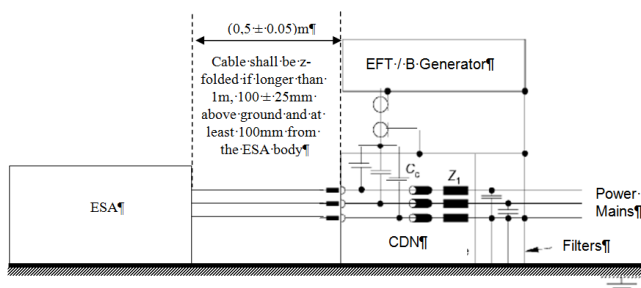 (0,5 ± 0.05)m¶
Cable shall be z-
folded if longer than
1m, 100 ± 25mm
above ground and at
least 100mm from
the ESA body¶
EFT / B Generator¶
Cc
Z1
ESA¶
Power
Mains¶
CDN¶
Filters¶